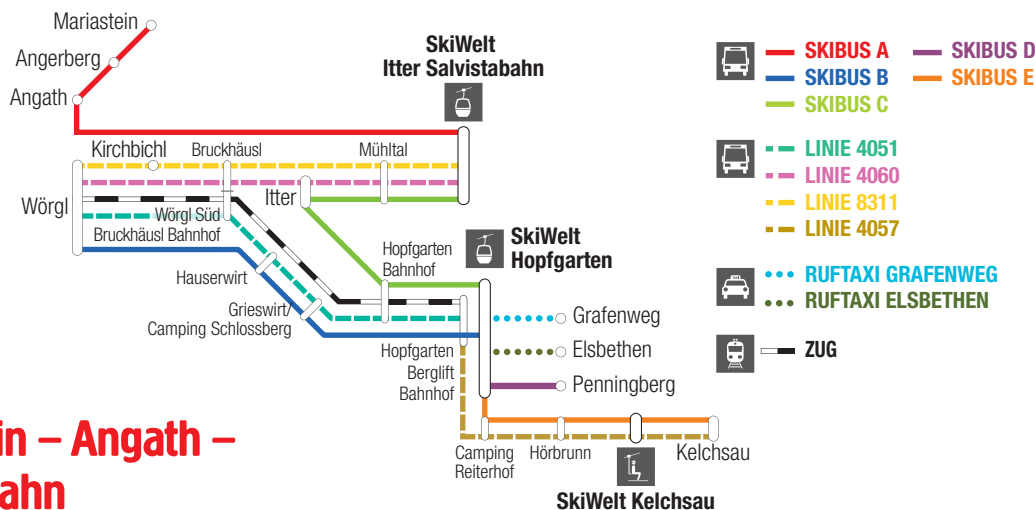 Mariastein
Angerberg
Angath
SkiWelt
Itter Salvistabahn
Kirchbichl
Bruckhäusl
Mühltal
Wörgl
Itter
Wörgl Süd
Bruckhäusl Bahnhof
Hauserwirt
Grieswirt/
Camping Schlossberg
Hopfgarten
Bahnhof
SkiWelt
Hopfgarten
Grafenweg
Elsbethen
Penningberg
Hopfgarten
Berglift
Bahnhof
Camping
Reiterhof
Hörbrunn
Kelchsau
SkiWelt Kelchsau
SKIBUS A
SKIBUS B
SKIBUS C
SKIBUS D
SKIBUS E
LINIE 4051
LINIE 4060
LINIE 8311
LINIE 4057
RUFTAXI GRAFENWEG
RUFTAXI ELSBETHEN
ZUG
in – Angath –
ahn